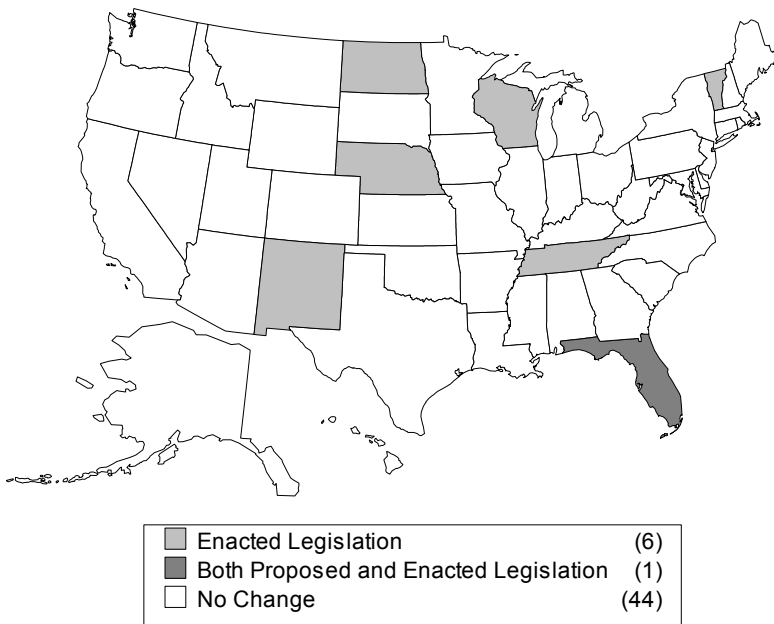 Enacted Legislation (6)
Both Proposed and Enacted Legislation (1)
No Change (44)